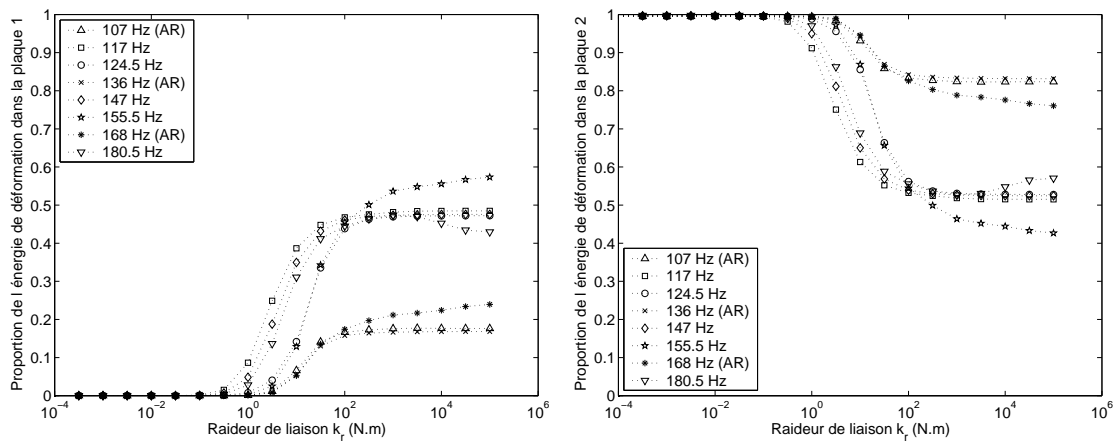 Proportion de l énergie de déformation dans la plaque 1
1
0.9
0.8
0.7
0.6
0.5
0.4
0.3
0.2
0.1
0
107 Hz (AR)
117 Hz
124.5 Hz
136 Hz (AR)
147 Hz
155.5 Hz
168 Hz (AR)
180.5 Hz
10^-4
10^-2
10^0
10^2
10^4
10^6
Raideur de liaison k_r (N.m)
Proportion de l énergie de déformation dans la plaque 2
1
0.9
0.8
0.7
0.6
0.5
0.4
0.3
0.2
0.1
0
107 Hz (AR)
117 Hz
124.5 Hz
136 Hz (AR)
147 Hz
155.5 Hz
168 Hz (AR)
180.5 Hz
10^-4
10^-2
10^0
10^2
10^4
10^6
Raideur de liaison k_r (N.m)